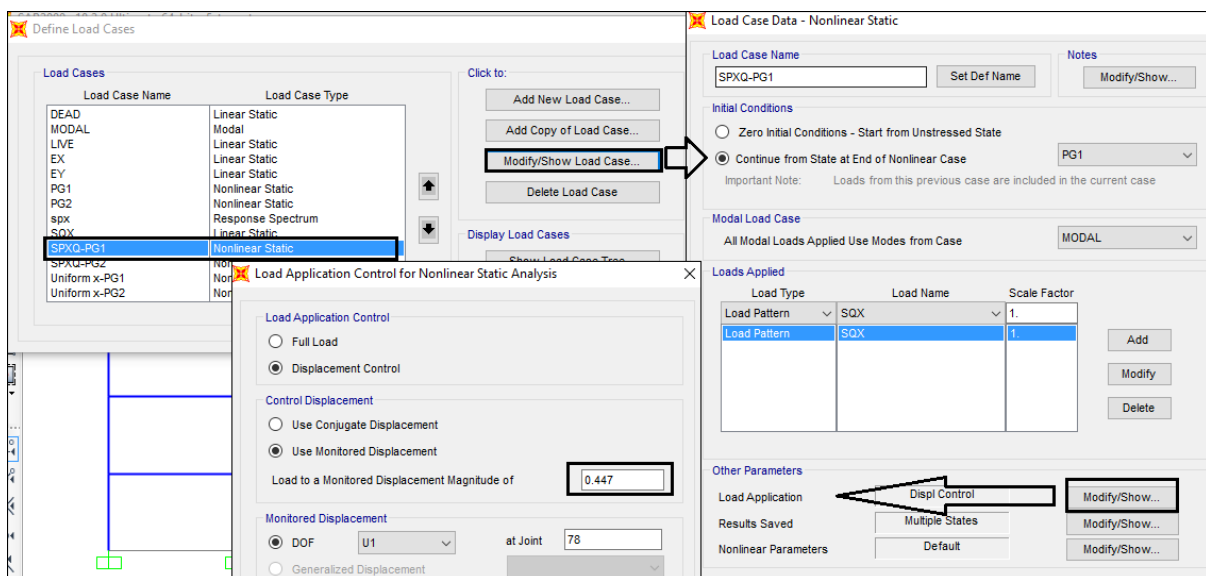 Define Load Cases
Load Cases
Load Case Name Load Case Type
DEAD Linear Static
MODAL Modal
LIVE Linear Static
EX Linear Static
EY Linear Static
PG1 Nonlinear Static
PG2 Nonlinear Static
spx Response Spectrum
SQX Linear Static
SPXQ-PG1 Nonlinear Static
SPXQ-PG2
Uniform x-PG1
Uniform x-PG2
Click to:
Add New Load Case...
Add Copy of Load Case...
Modify/Show Load Case...
Delete Load Case
Display Load Cases
Show Load Case Tree
Load Application Control for Nonlinear Static Analysis
Load Application Control
Full Load
Displacement Control
Control Displacement
Use Conjugate Displacement
Use Monitored Displacement
Load to a Monitored Displacement Magnitude of 0.447
Monitored Displacement
DOF U1 at Joint 78
Generalized Displacement
Load Case Data - Nonlinear Static
Load Case Name
SPXQ-PG1 Set Def Name
Notes
Modify/Show...
Initial Conditions
Zero Initial Conditions - Start from Unstressed State
Continue from State at End of Nonlinear Case PG1
Important Note: Loads from this previous case are included in the current case
Modal Load Case
All Modal Loads Applied Use Modes from Case MODAL
Loads Applied
Load Type Load Name Scale Factor
Load Pattern SQX 1.
Load Pattern SQX 1.
Add
Modify
Delete
Other Parameters
Load Application Displ Control Modify/Show...
Results Saved Multiple States Modify/Show...
Nonlinear Parameters Default Modify/Show...